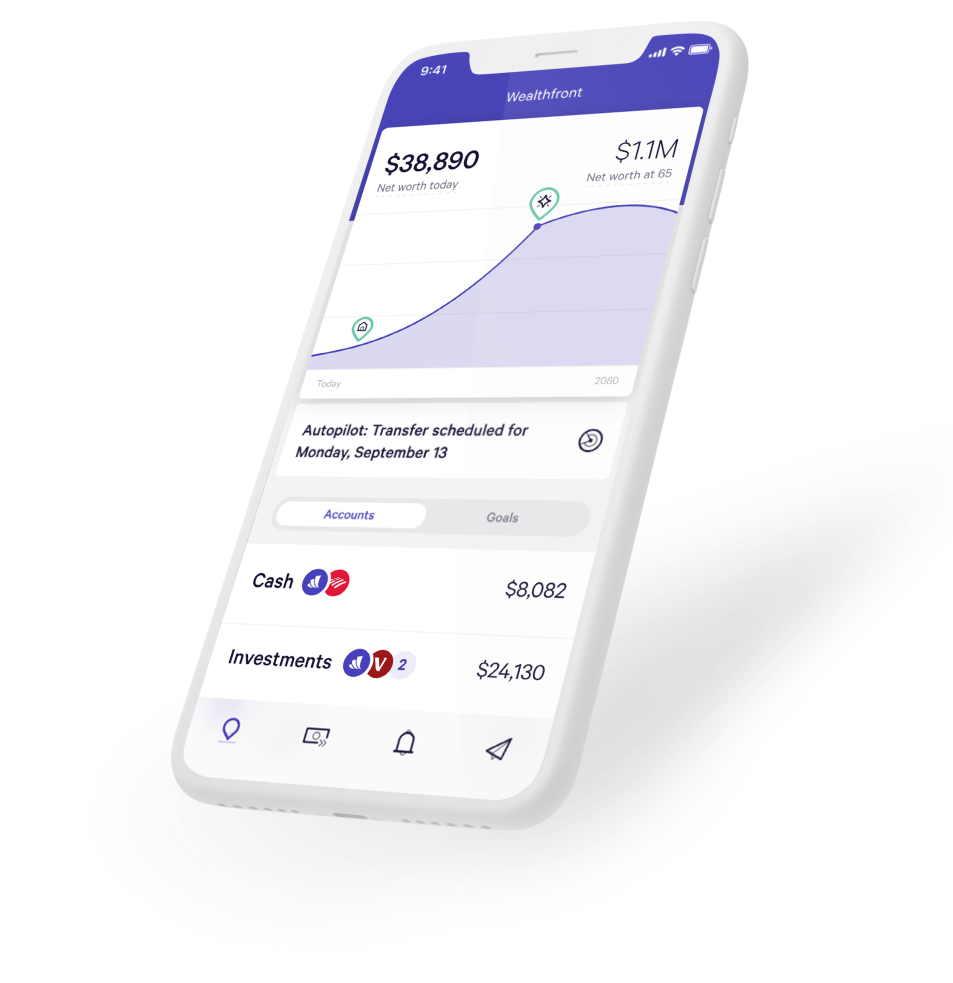 9:41
Wealthfront
$38,890
$1.1M
Net worth today
Net worth at 65
Today
2080
Autopilot: Transfer scheduled for
Monday, September 13
Accounts
Goals
Cash
$8,082
Investments
V
2
$24,130